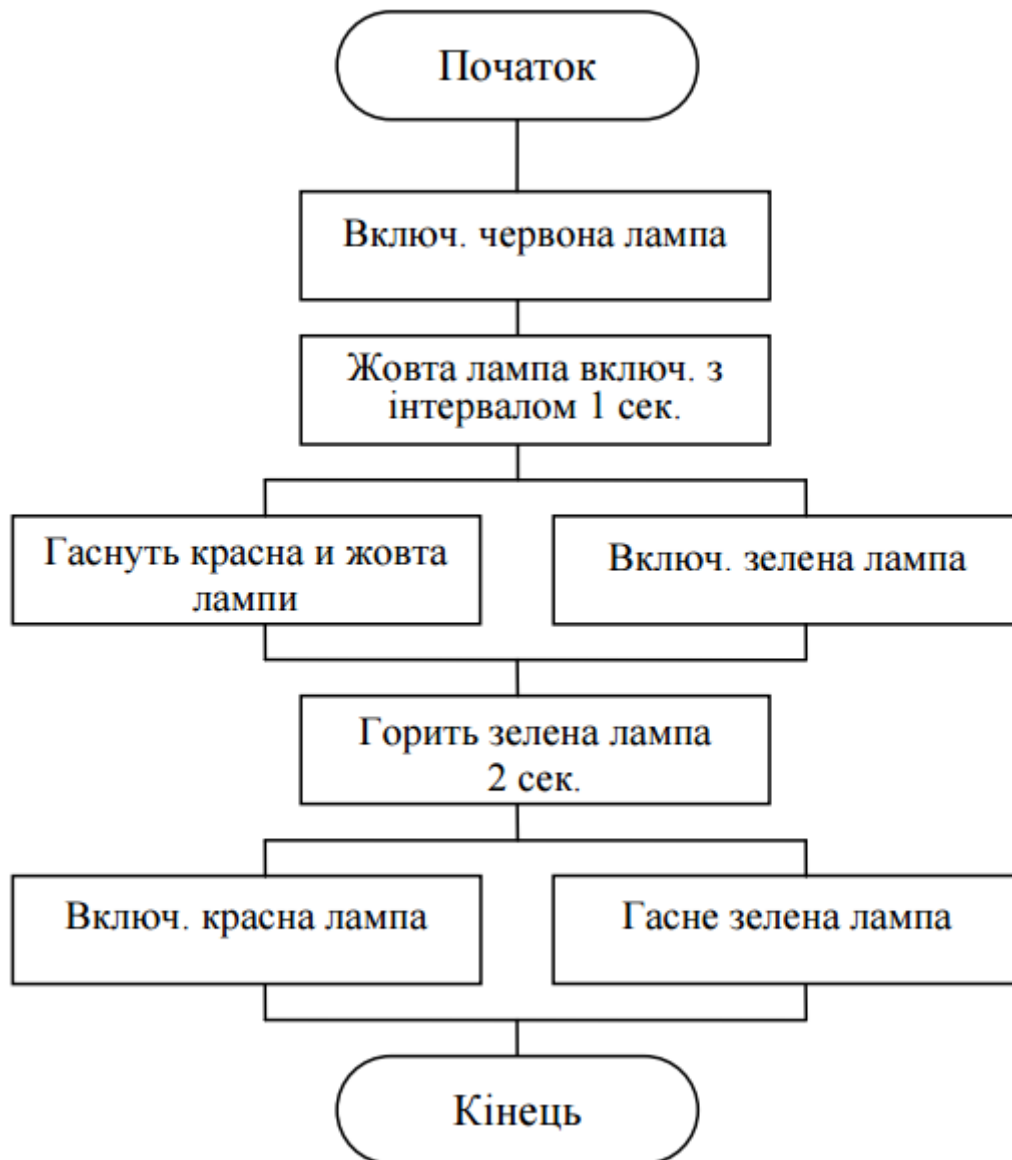 Початок
Включ. червона лампа
Жовта лампа включ. з
інтервалом 1 сек.
Гаснуть красна и жовта
лампи
Включ. зелена лампа
Горить зелена лампа
2 сек.
Включ. красна лампа
Гасне зелена лампа
Кінець